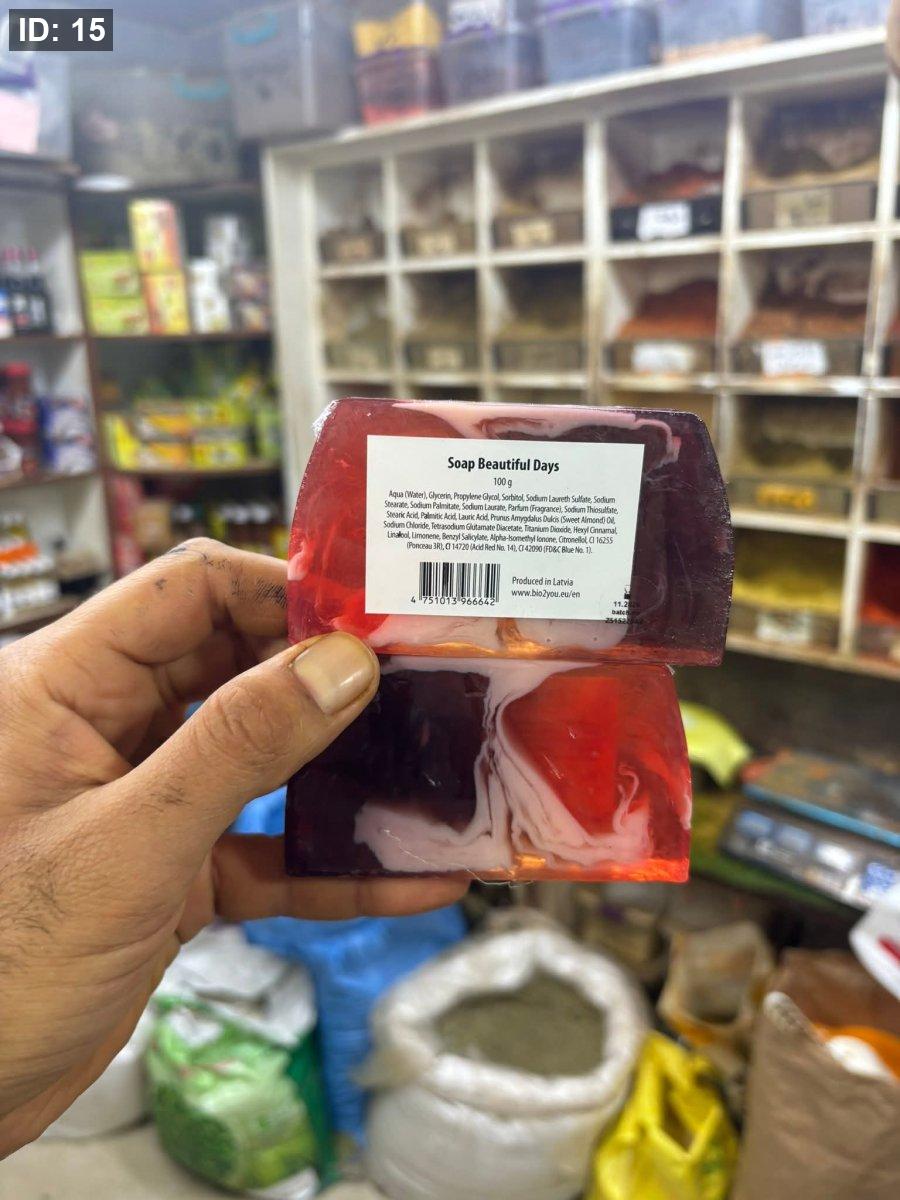 ID: 15
Soap Beautiful Days
100 g
Aqua (Water), Glycerin, Propylene Glycol, Sorbitol, Sodium Laureth Sulfate, Sodium
Stearate, Sodium Palmitate, Sodium Laurate, Parfum (Fragrance), Sodium Thiosulfate,
Stearic Acid, Palmitic Acid, Lauric Acid, Prunus Amygdalus Dulcis (Sweet Almond) Oil,
Sodium Chloride, Tetrasodium Glutamate Diacetate, Titanium Dioxide, Hexyl Cinnamal,
Linalool, Limonene, Benzyl Salicylate, Alpha-Isomethyl Ionone, Citronellol, CI 16255
(Ponceau 3R), CI 14720 (Acid Red No. 14), CI 42090 (FD&C Blue No. 1).
Produced in Latvia
www.bio2you.eu/en
4 751013 966642